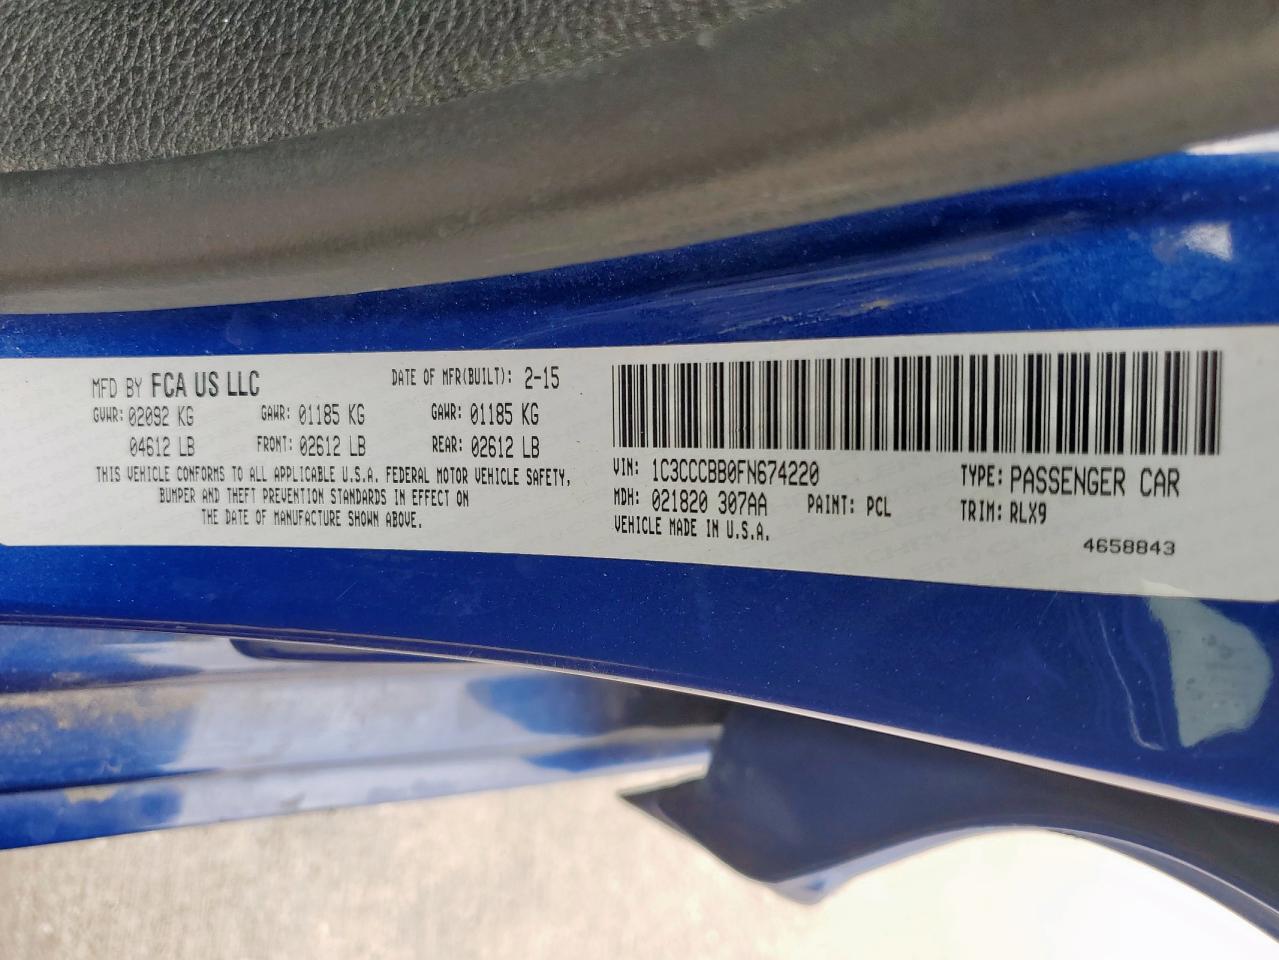 MFD BY FCA US LLC DATE OF MFR(BUILT): 2-15
GVWR: 02092 KG GAWR: 01185 KG GAWR: 01185 KG
04612 LB FRONT: 02612 LB REAR: 02612 LB
THIS VEHICLE CONFORMS TO ALL APPLICABLE U.S.A. FEDERAL MOTOR VEHICLE SAFETY,
BUMPER AND THEFT PREVENTION STANDARDS IN EFFECT ON
THE DATE OF MANUFACTURE SHOWN ABOVE.
VIN: 1C3CCCBB0FN674220 TYPE: PASSENGER CAR
MDH: 021820 307AA PAINT: PCL TRIM: RLX9
VEHICLE MADE IN U.S.A.
4658843